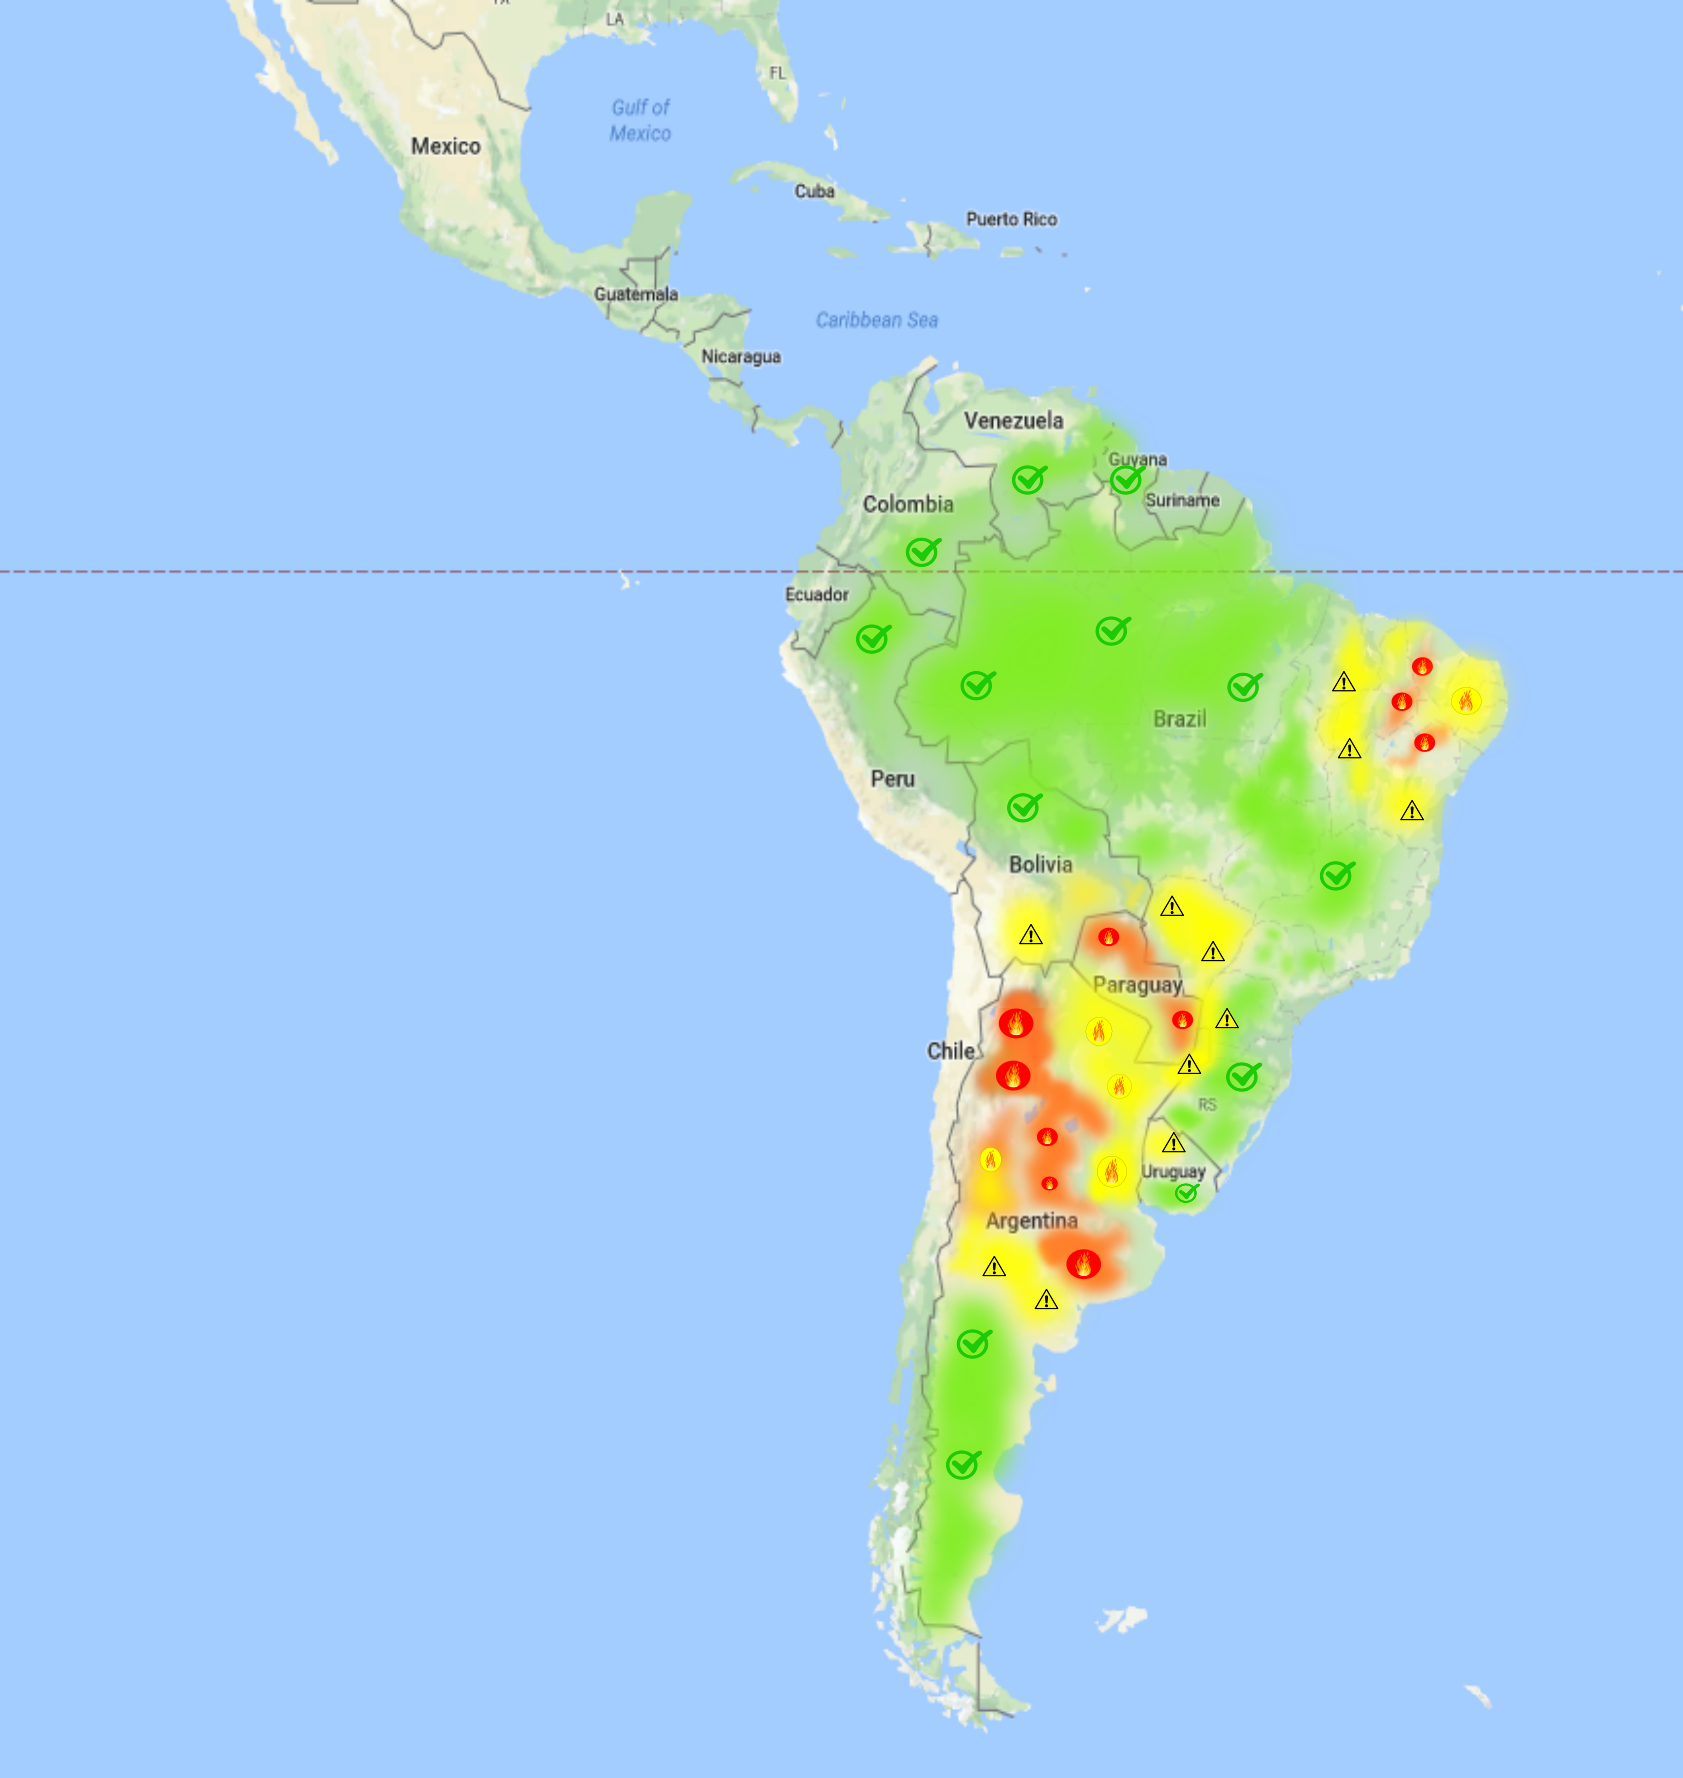 LA
FL
Gulf of
Mexico
Mexico
Cuba
Puerto Rico
Guatemala
Caribbean Sea
Nicaragua
Venezuela
Guyana
Suriname
Colombia
Ecuador
Brazil
Peru
Bolivia
Paraguay
Chile
RS
Uruguay
Argentina